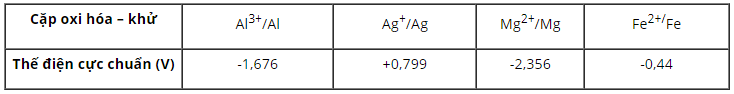 Cặp oxi hóa – khử Al3+/Al Ag+/Ag Mg2+/Mg Fe2+/Fe
Thế điện cực chuẩn (V) -1,676 +0,799 -2,356 -0,44